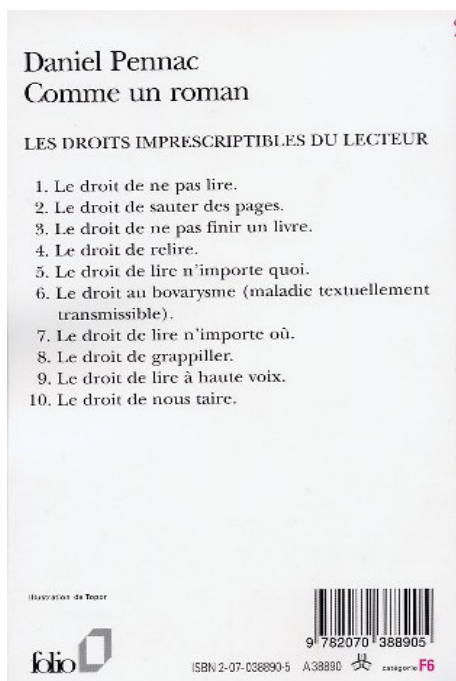 Daniel Pennac
Comme un roman
LES DROITS IMPRESCRIPTIBLES DU LECTEUR
1. Le droit de ne pas lire.
2. Le droit de sauter des pages.
3. Le droit de ne pas finir un livre.
4. Le droit de relire.
5. Le droit de lire n'importe quoi.
6. Le droit au bovarysme (maladie textuellement
transmissible).
7. Le droit de lire n'importe où.
8. Le droit de grappiller.
9. Le droit de lire à haute voix.
10. Le droit de nous taire.
Illustration de Topor
9 782070 388905
folio
ISBN 2-07-038890-5 A38890 catégorie F6